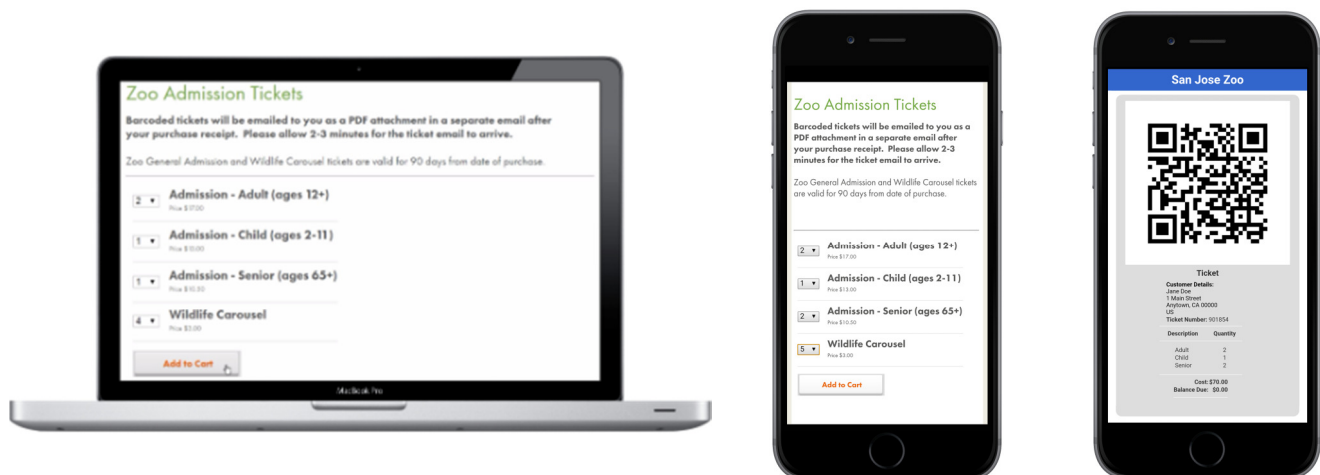 Zoo Admission Tickets
Barcoded tickets will be emailed to you as a PDF attachment in a separate email after
your purchase receipt. Please allow 2-3 minutes for the ticket email to arrive.
Zoo General Admission and Wildlife Carousel tickets are valid for 90 days from date of purchase.
2 Admission - Adult (ages 12+)
Price $17.00
1 Admission - Child (ages 2-11)
Price $13.00
1 Admission - Senior (ages 65+)
Price $10.50
4 Wildlife Carousel
Price $3.00
Add to Cart
MacBook Pro
Zoo Admission Tickets
Barcoded tickets will be emailed to you as a
PDF attachment in a separate email after
your purchase receipt. Please allow 2-3
minutes for the ticket email to arrive.
Zoo General Admission and Wildlife Carousel tickets
are valid for 90 days from date of purchase.
2 Admission - Adult (ages 12+)
Price $17.00
1 Admission - Child (ages 2-11)
Price $13.00
2 Admission - Senior (ages 65+)
Price $10.50
5 Wildlife Carousel
Price $3.00
Add to Cart
San Jose Zoo
Ticket
Customer Details:
Jane Doe
1 Main Street
Anytown, CA 00000
US
Ticket Number: 901854
Description Quantity
Adult 2
Child 1
Senior 2
Cost: $70.00
Balance Due: $0.00